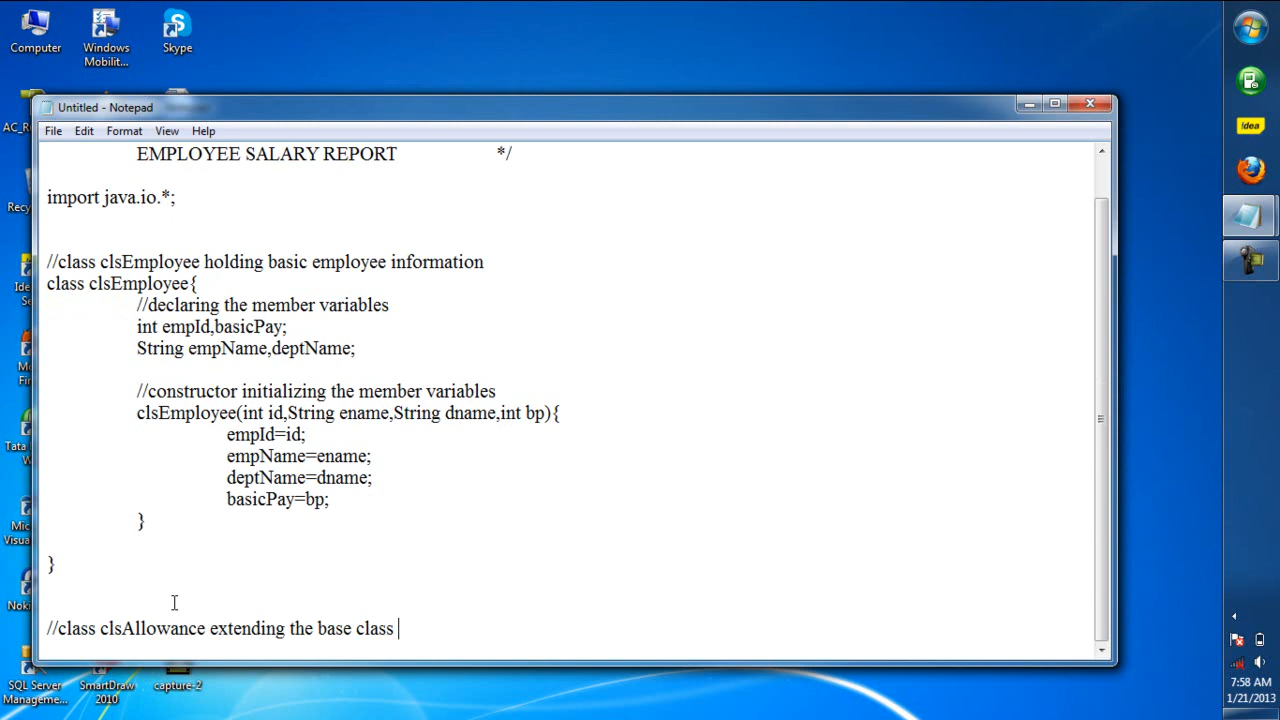 Computer
Windows
Mobilit...
Skype
Untitled - Notepad
File Edit Format View Help
EMPLOYEE SALARY REPORT */
import java.io.*;
//class clsEmployee holding basic employee information
class clsEmployee{
//declaring the member variables
int empId,basicPay;
String empName,deptName;
//constructor initializing the member variables
clsEmployee(int id,String ename,String dname,int bp){
empId=id;
empName=ename;
deptName=dname;
basicPay=bp;
}
}
//class clsAllowance extending the base class
SQL Server
Manageme...
SmartDraw
2010
capture-2
!dea
7:58 AM
1/21/2013